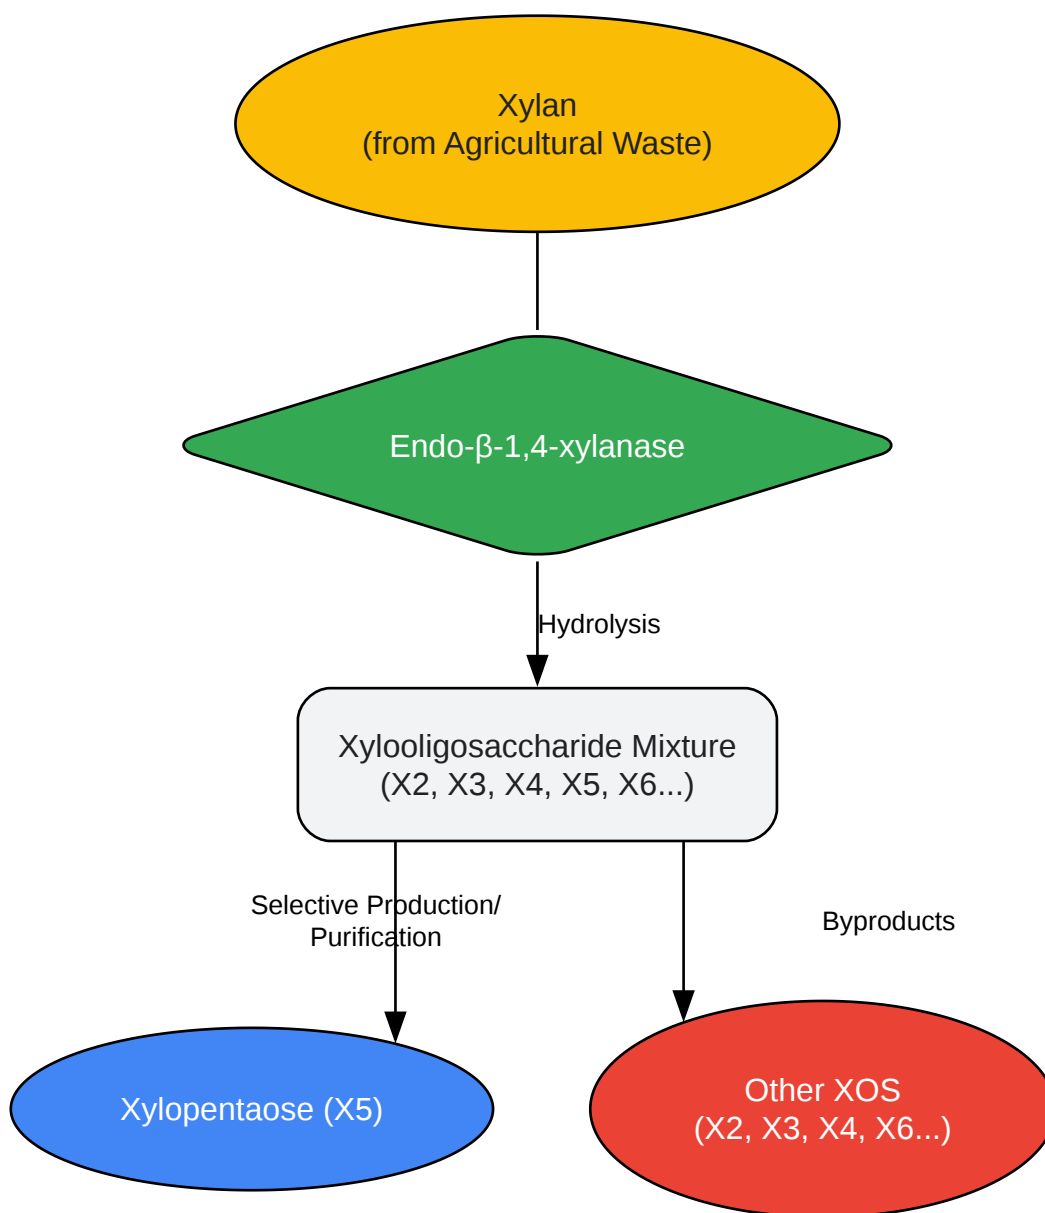 Xylan
(from Agricultural Waste)
Endo-β-1,4-xylanase
Hydrolysis
Xylooligosaccharide Mixture
(X2, X3, X4, X5, X6...)
Selective Production/
Purification
Byproducts
Xylopentaose (X5)
Other XOS
(X2, X3, X4, X6...)